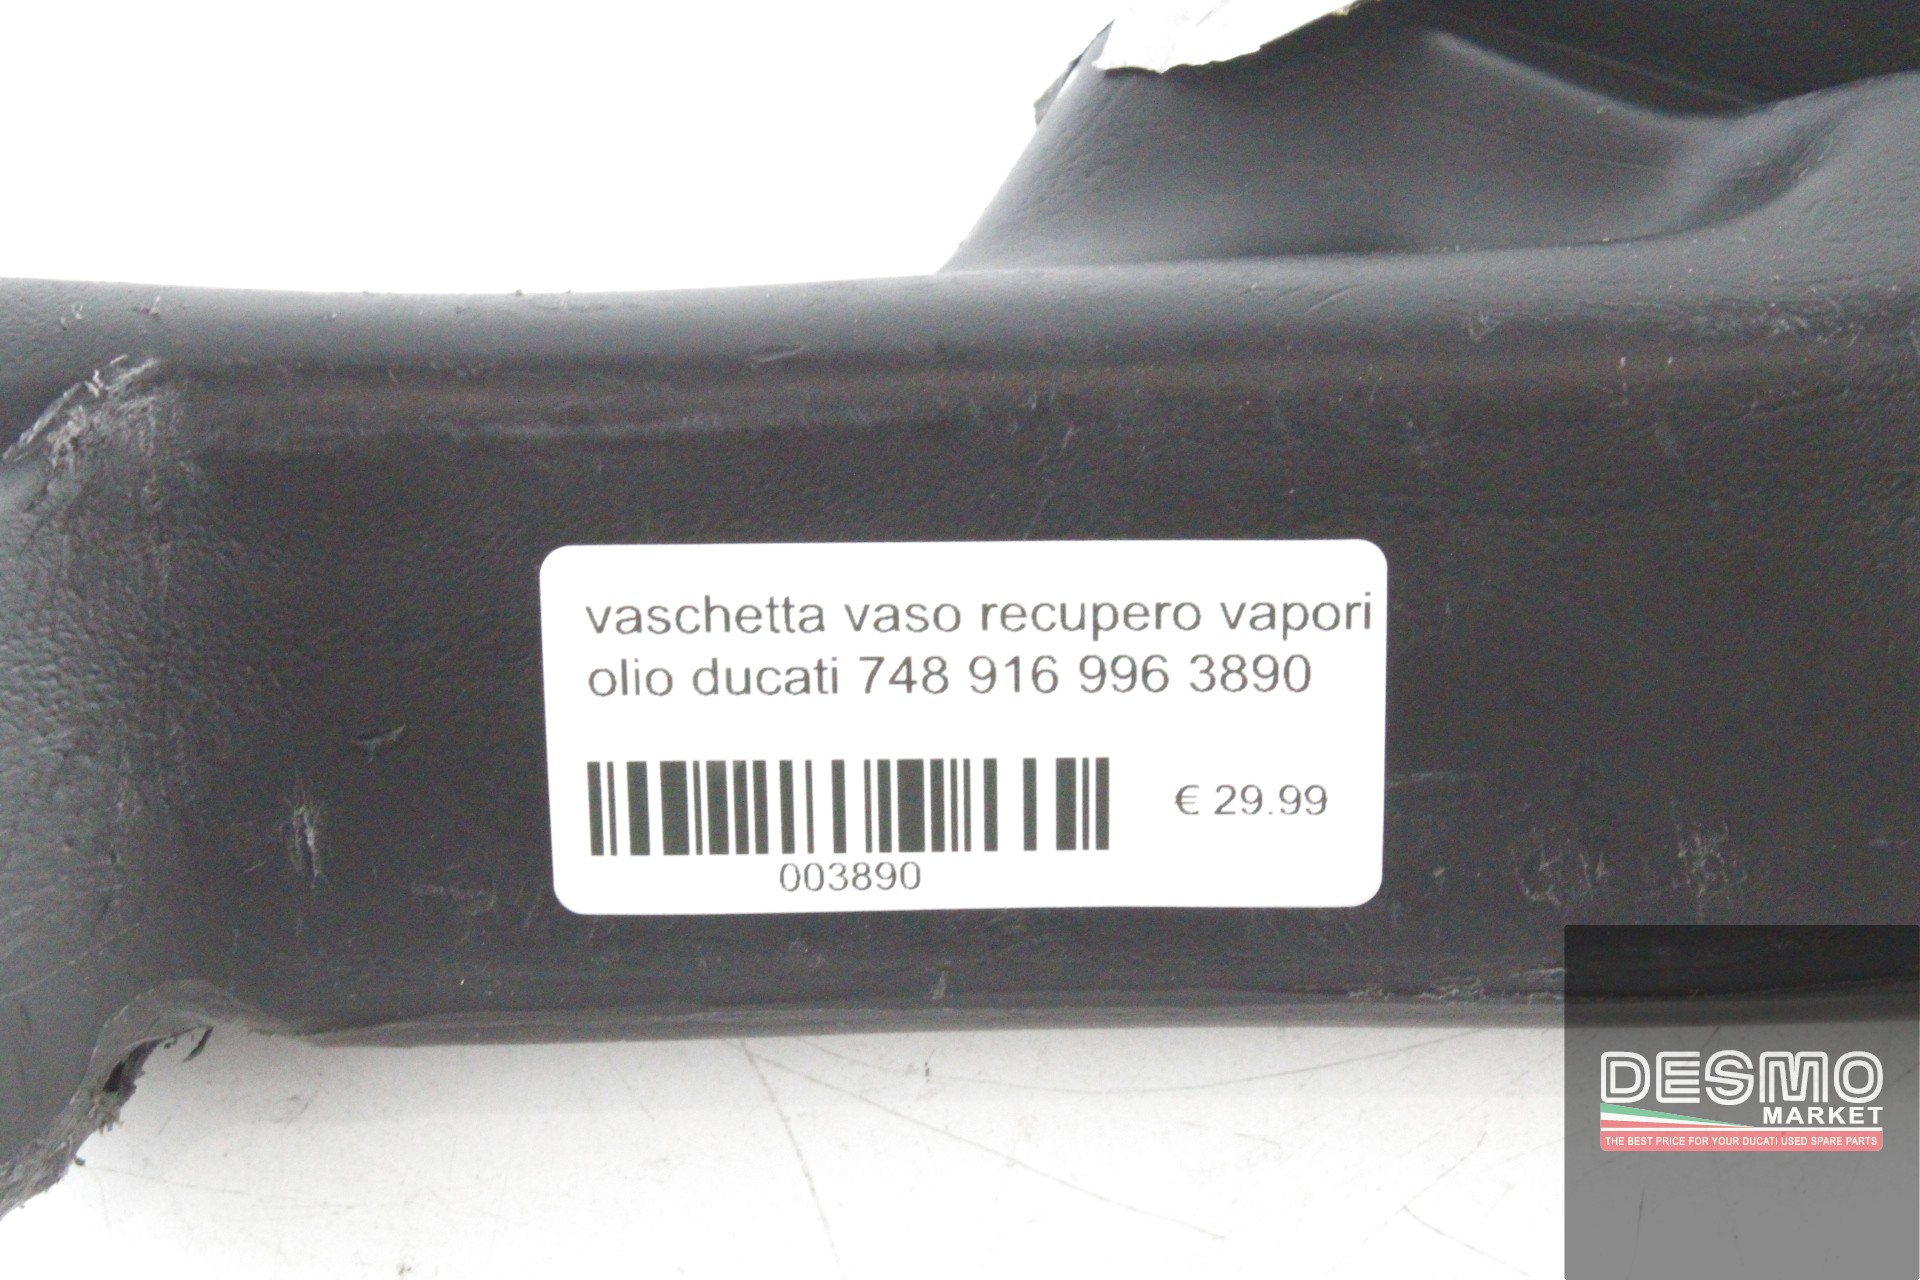 vaschetta vaso recupero vapori
olio ducati 748 916 996 3890
€ 29.99
003890
DESMO
MARKET
THE BEST PRICE FOR YOUR DUCATI USED SPARE PARTS